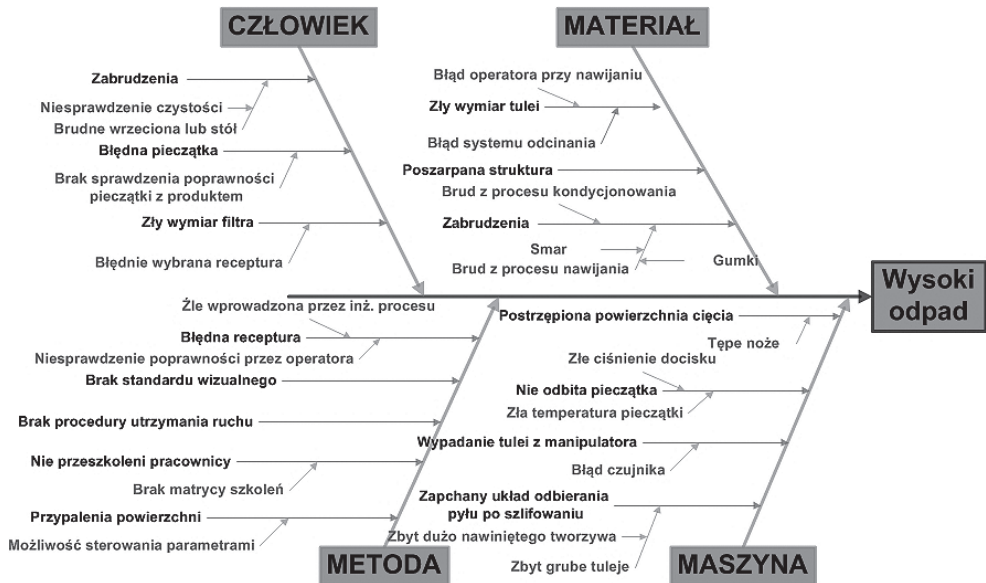 CZŁOWIEK
Zabrudzenia
Niesprawdzenie czystości
Brudne wrzeciona lub stół
Błędna pieczątka
Brak sprawdzenia poprawności
pieczątki z produktem
Zły wymiar filtra
Błędnie wybrana receptura
MATERIAŁ
Błąd operatora przy nawijaniu
Zły wymiar tulei
Błąd systemu odcinania
Poszarpana struktura
Brud z procesu kondycjonowania
Zabrudzenia
Smar
Gumki
Brud z procesu nawijania
Wysoki
odpad
Źle wprowadzona przez inż. procesu
Błędna receptura
Niesprawdzenie poprawności przez operatora
Brak standardu wizualnego
Brak procedury utrzymania ruchu
Nie przeszkoleni pracownicy
Brak matrycy szkoleń
Przypalenia powierzchni
Możliwość sterowania parametrami
METODA
Postrzępiona powierzchnia cięcia
Tępe noże
Złe ciśnienie docisku
Nie odbita pieczątka
Zła temperatura pieczątki
Wypadanie tulei z manipulatora
Błąd czujnika
Zapchany układ odbierania
pyłu po szlifowaniu
Zbyt dużo nawiniętego tworzywa
Zbyt grube tuleje
MASZYNA